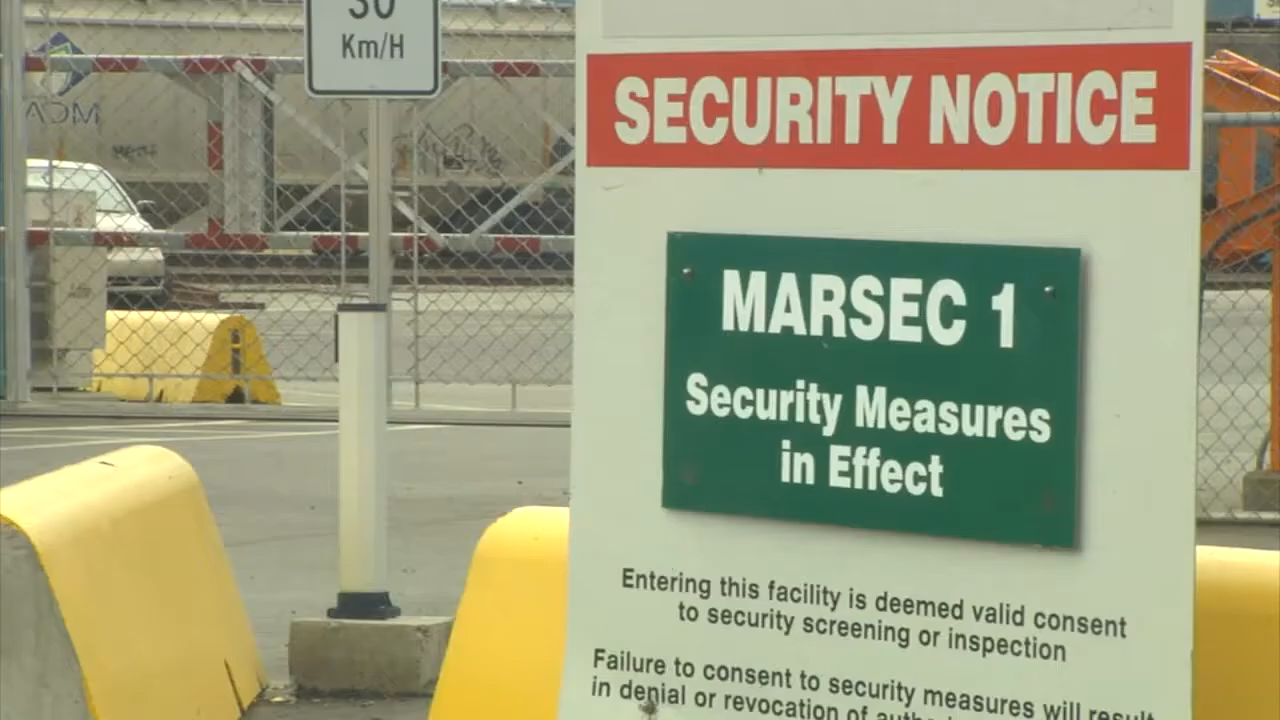 30
Km/H
MCA
SECURITY NOTICE
MARSEC 1
Security Measures
in Effect
Entering this facility is deemed valid consent
to security screening or inspection
Failure to consent to security measures will result
in denial or revocation of